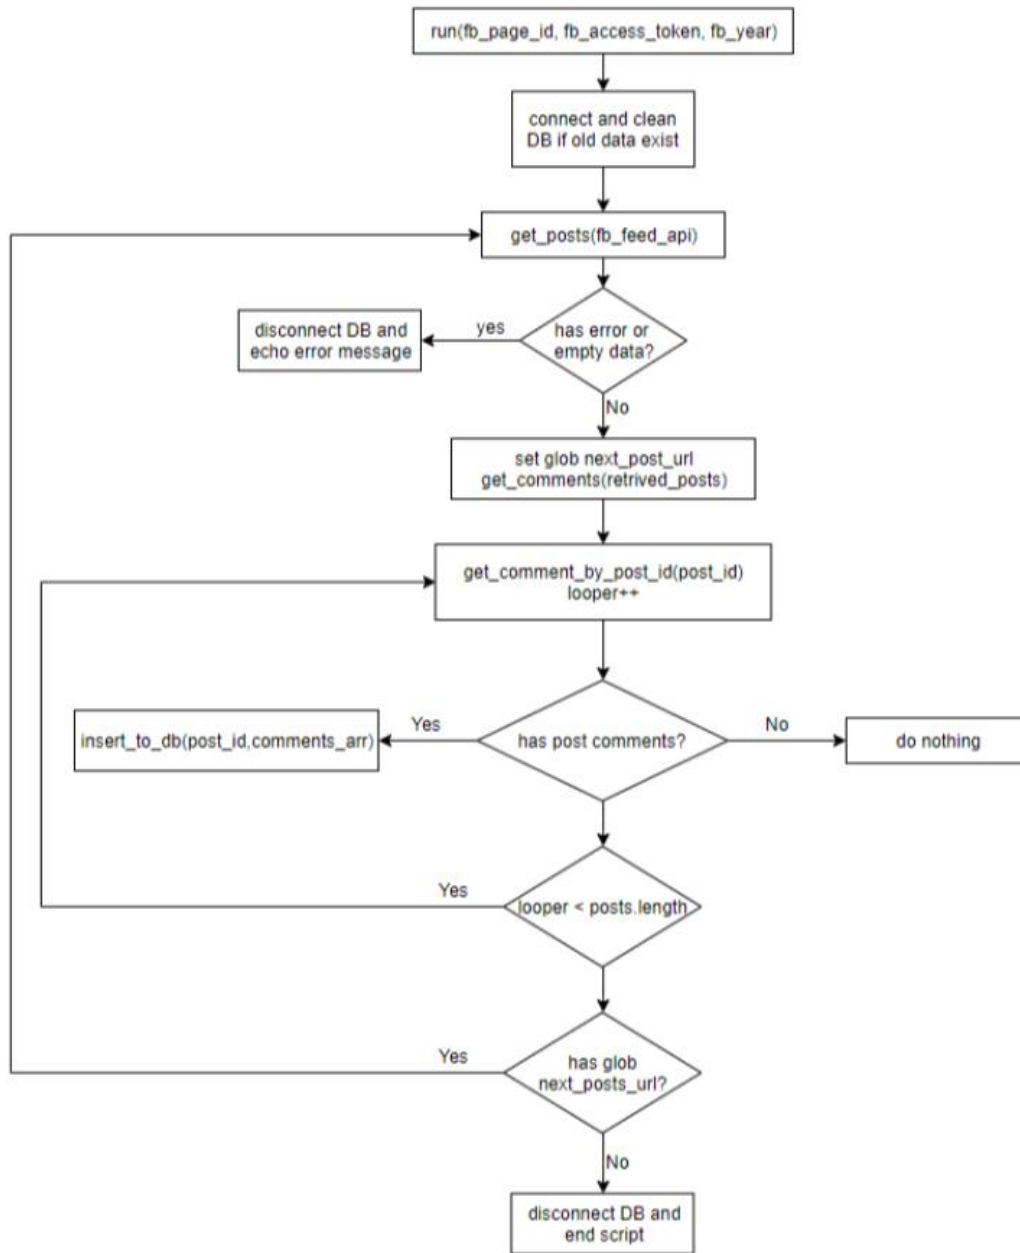 run(fb_page_id, fb_access_token, fb_year)
connect and clean
DB if old data exist
get_posts(fb_feed_api)
disconnect DB and
echo error message
yes
has error or
empty data?
No
set glob next_post_url
get_comments(retrived_posts)
get_comment_by_post_id(post_id)
looper++
insert_to_db(post_id,comments_arr)
Yes
has post comments?
No
do nothing
Yes
looper < posts.length
Yes
has glob
next_posts_url?
No
disconnect DB and
end script